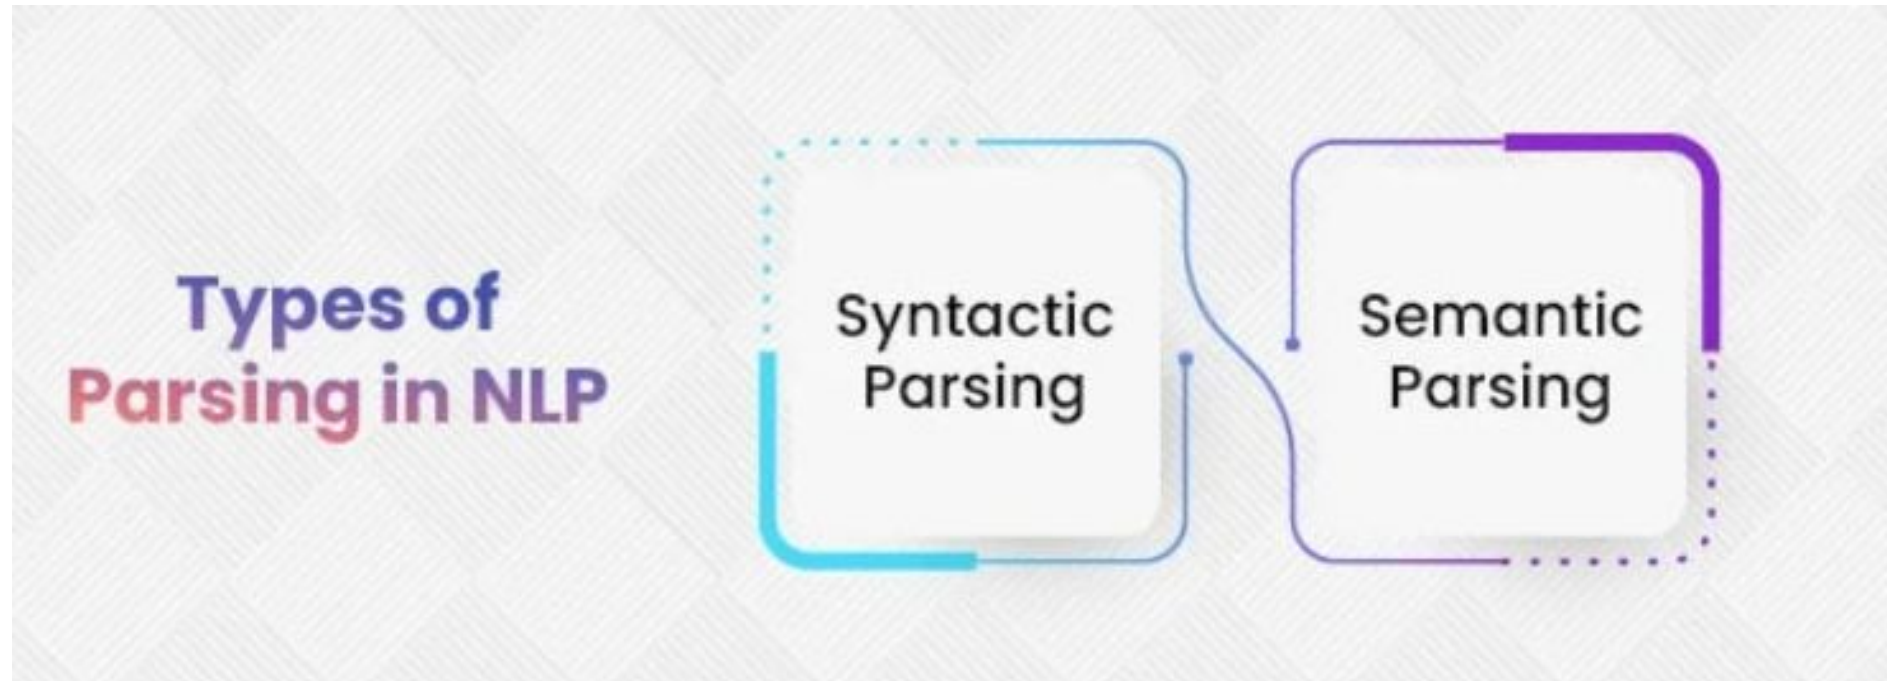 Types of
Parsing in NLP
Syntactic
Parsing
Semantic
Parsing